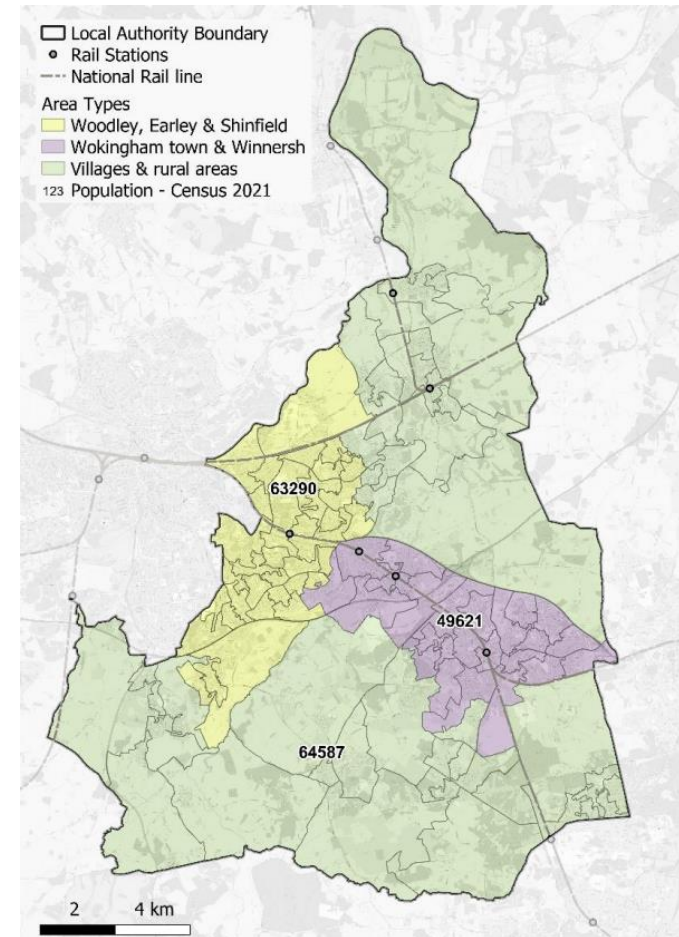 Local Authority Boundary
Rail Stations
National Rail line
Area Types
Woodley, Earley & Shinfield
Wokingham town & Winnersh
Villages & rural areas
123 Population - Census 2021
63290
49621
64587
2 4 km